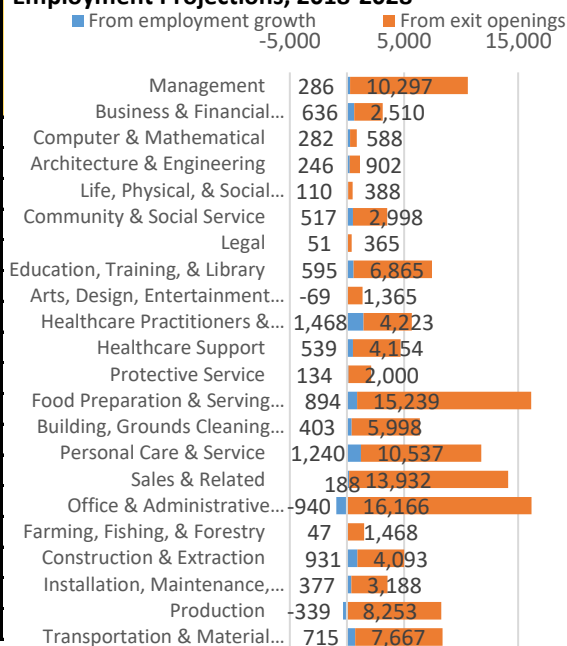 Employment Projections, 2018-2028
From employment growth From exit openings
-5,000 5,000 15,000
Management 286 10,297
Business & Financial... 636 2,510
Computer & Mathematical 282 588
Architecture & Engineering 246 902
Life, Physical, & Social... 110 388
Community & Social Service 517 2,998
Legal 51 365
Education, Training, & Library 595 6,865
Arts, Design, Entertainment... -69 1,365
Healthcare Practitioners &... 1,468 4,223
Healthcare Support 539 4,154
Protective Service 134 2,000
Food Preparation & Serving... 894 15,239
Building, Grounds Cleaning... 403 5,998
Personal Care & Service 1,240 10,537
Sales & Related 188 13,932
Office & Administrative... -940 16,166
Farming, Fishing, & Forestry 47 1,468
Construction & Extraction 931 4,093
Installation, Maintenance,... 377 3,188
Production -339 8,253
Transportation & Material... 715 7,667